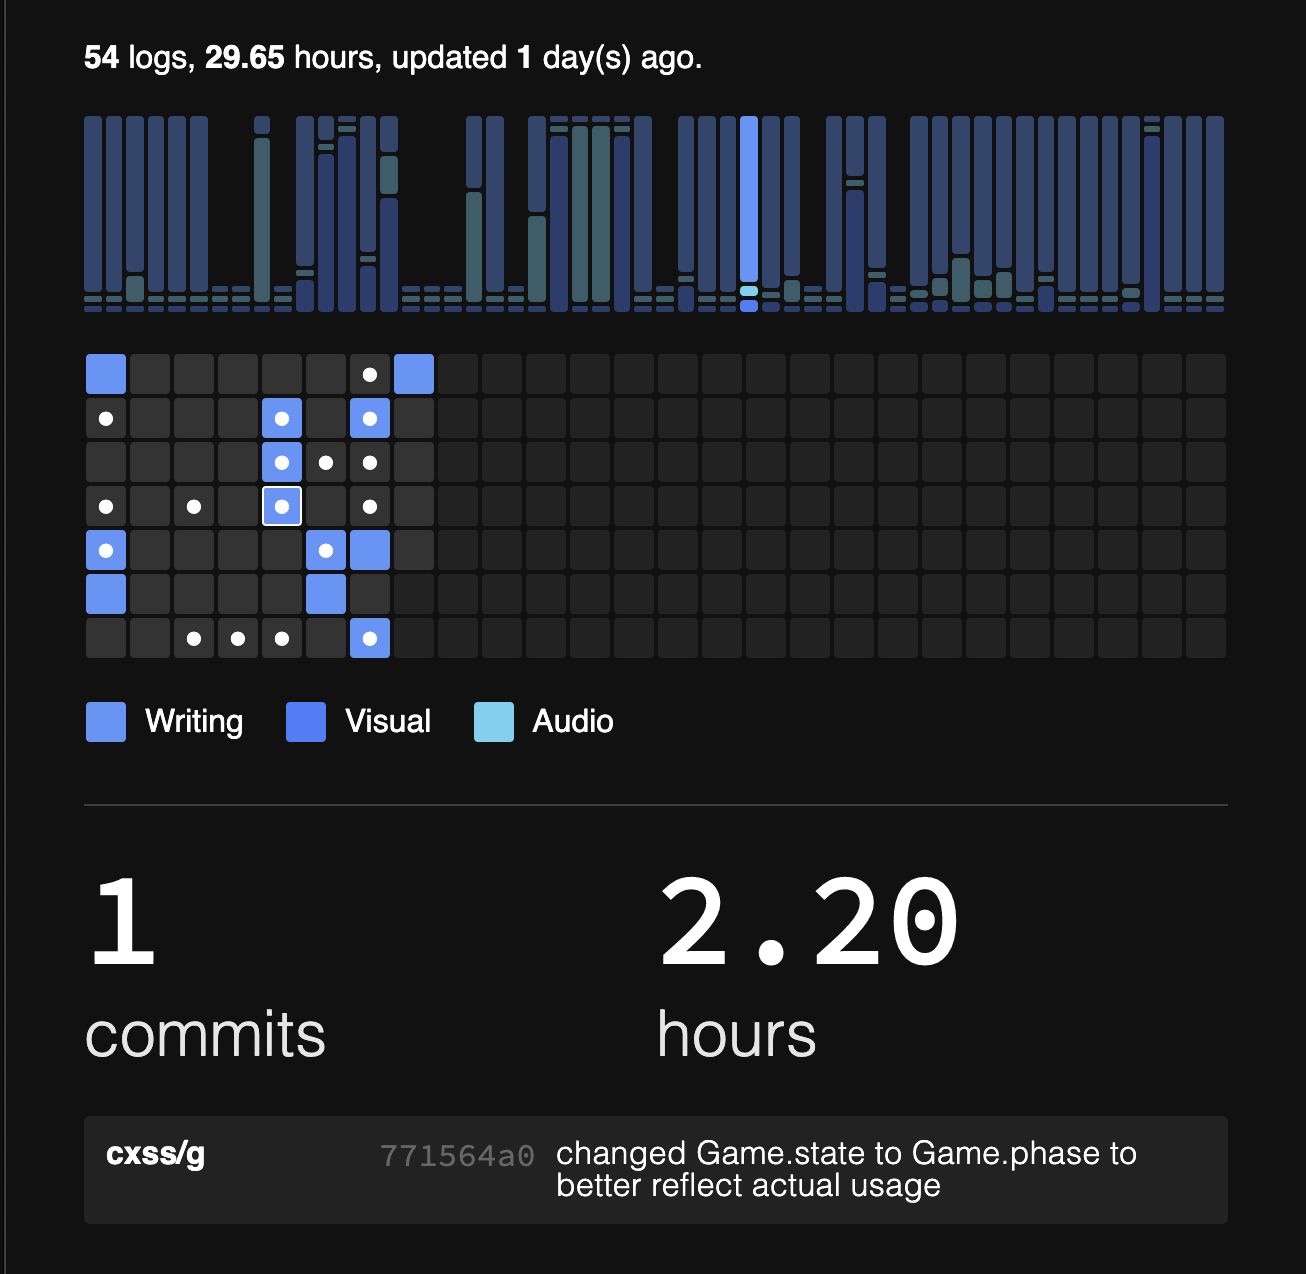 54 logs, 29.65 hours, updated 1 day(s) ago.
Writing Visual Audio
1 2.20
commits hours
cxss/g 771564a0 changed Game.state to Game.phase to
better reflect actual usage